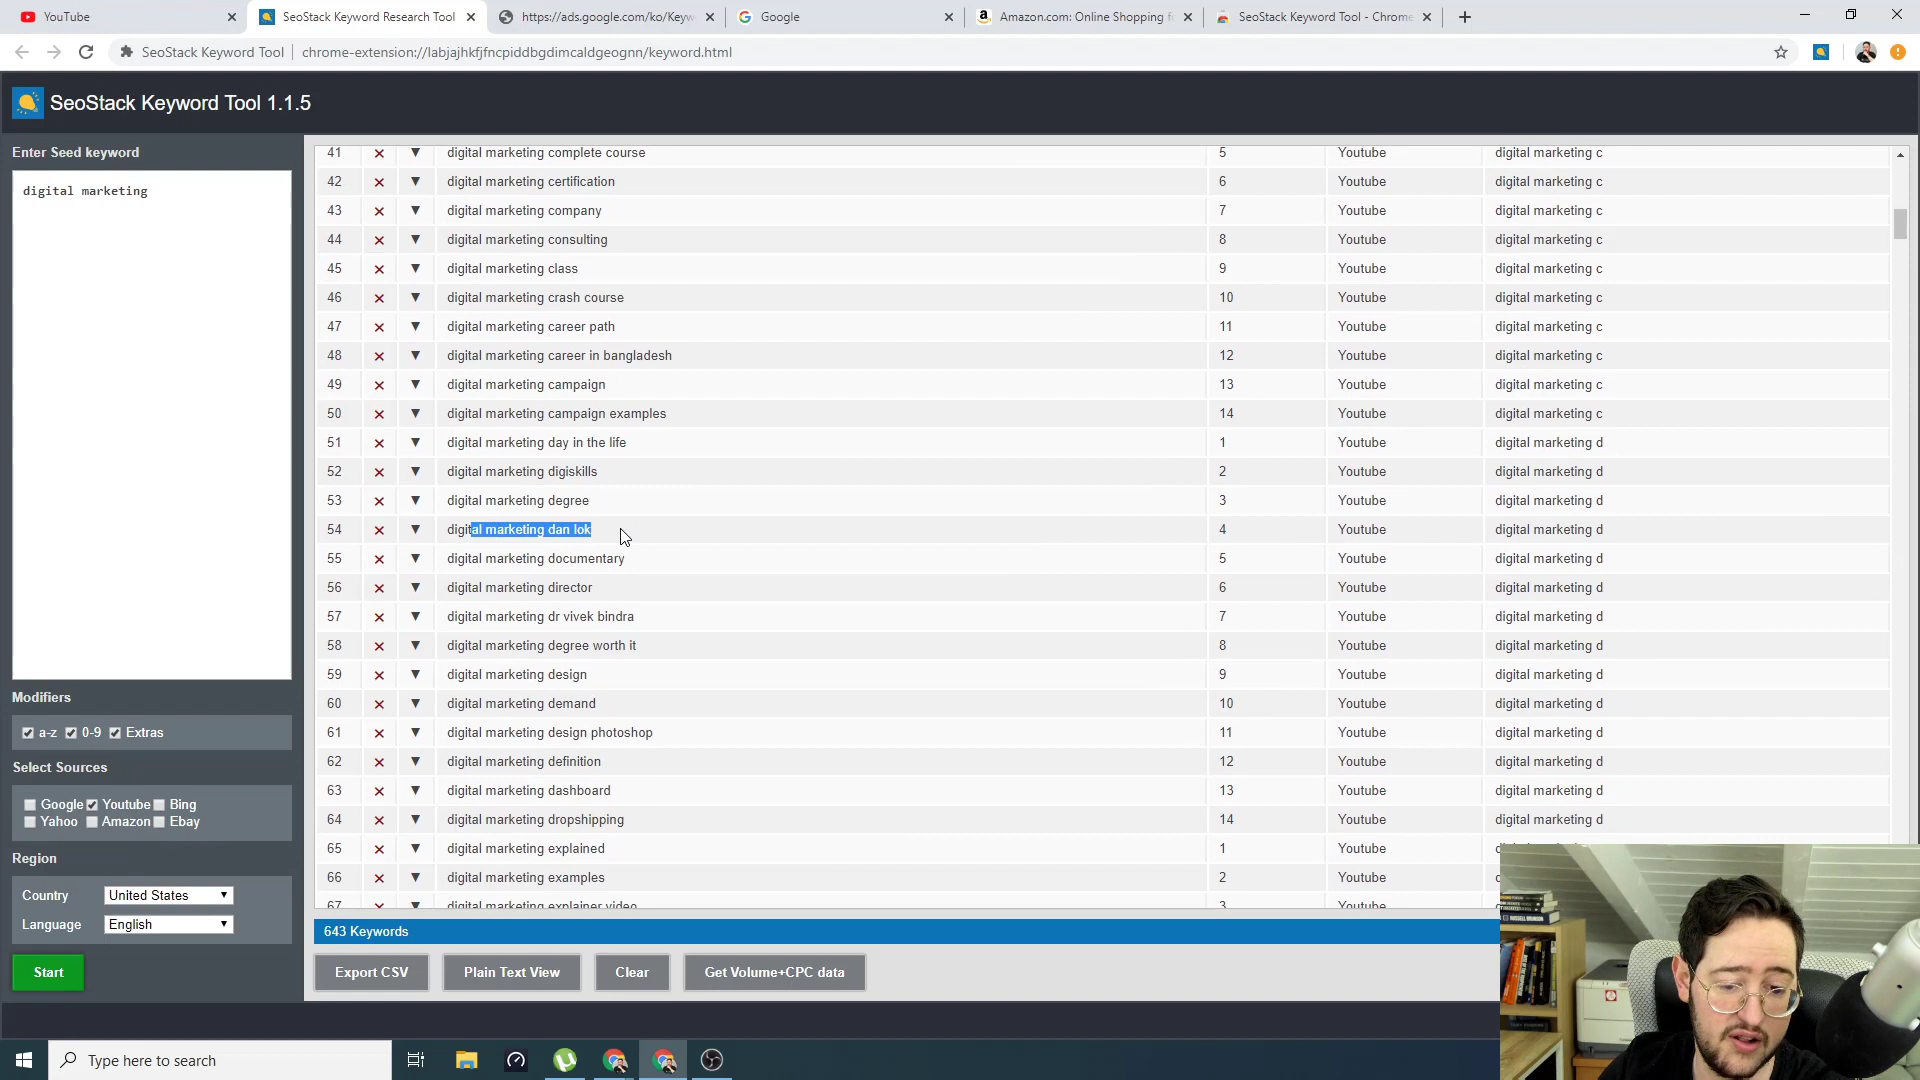 YouTube
SeoStack Keyword Research Tool
https://ads.google.com/ko/Keyw
Google
Amazon.com: Online Shopping f
SeoStack Keyword Tool - Chrome
SeoStack Keyword Tool
chrome-extension://labjajhkfjfncpiddbgdimcaldgeognn/keyword.html
SeoStack Keyword Tool 1.1.5
Enter Seed keyword
digital marketing
41 digital marketing complete course 5 Youtube digital marketing c
42 digital marketing certification 6 Youtube digital marketing c
43 digital marketing company 7 Youtube digital marketing c
44 digital marketing consulting 8 Youtube digital marketing c
45 digital marketing class 9 Youtube digital marketing c
46 digital marketing crash course 10 Youtube digital marketing c
47 digital marketing career path 11 Youtube digital marketing c
48 digital marketing career in bangladesh 12 Youtube digital marketing c
49 digital marketing campaign 13 Youtube digital marketing c
50 digital marketing campaign examples 14 Youtube digital marketing c
51 digital marketing day in the life 1 Youtube digital marketing d
52 digital marketing digiskills 2 Youtube digital marketing d
53 digital marketing degree 3 Youtube digital marketing d
54 digital marketing dan lok 4 Youtube digital marketing d
55 digital marketing documentary 5 Youtube digital marketing d
56 digital marketing director 6 Youtube digital marketing d
57 digital marketing dr vivek bindra 7 Youtube digital marketing d
58 digital marketing degree worth it 8 Youtube digital marketing d
59 digital marketing design 9 Youtube digital marketing d
60 digital marketing demand 10 Youtube digital marketing d
61 digital marketing design photoshop 11 Youtube digital marketing d
62 digital marketing definition 12 Youtube digital marketing d
63 digital marketing dashboard 13 Youtube digital marketing d
64 digital marketing dropshipping 14 Youtube digital marketing d
65 digital marketing explained 1 Youtube
66 digital marketing examples 2 Youtube
67 digital marketing explainer video 3 Youtube
Modifiers
a-z 0-9 Extras
Select Sources
Google Youtube Bing
Yahoo Amazon Ebay
Region
Country United States
Language English
Start
643 Keywords
Export CSV Plain Text View Clear Get Volume+CPC data
RUSSELL BRUNSON
Type here to search